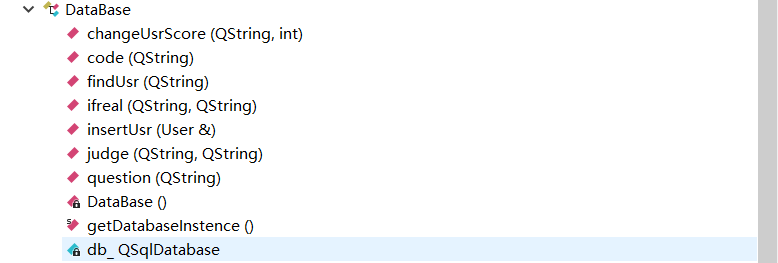 DataBase
changeUsrScore (QString, int)
code (QString)
findUsr (QString)
ifreal (QString, QString)
insertUsr (User &)
judge (QString, QString)
question (QString)
DataBase ()
getDatabaseInstence ()
db_ QSqlDatabase